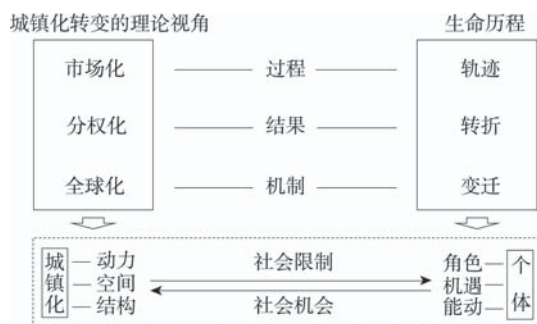 城镇化转变的理论视角 生命历程
市场化 过程 轨迹
分权化 结果 转折
全球化 机制 变迁
城镇化 动力 空间 结构
社会限制
社会机会
角色 机遇 能动 个体